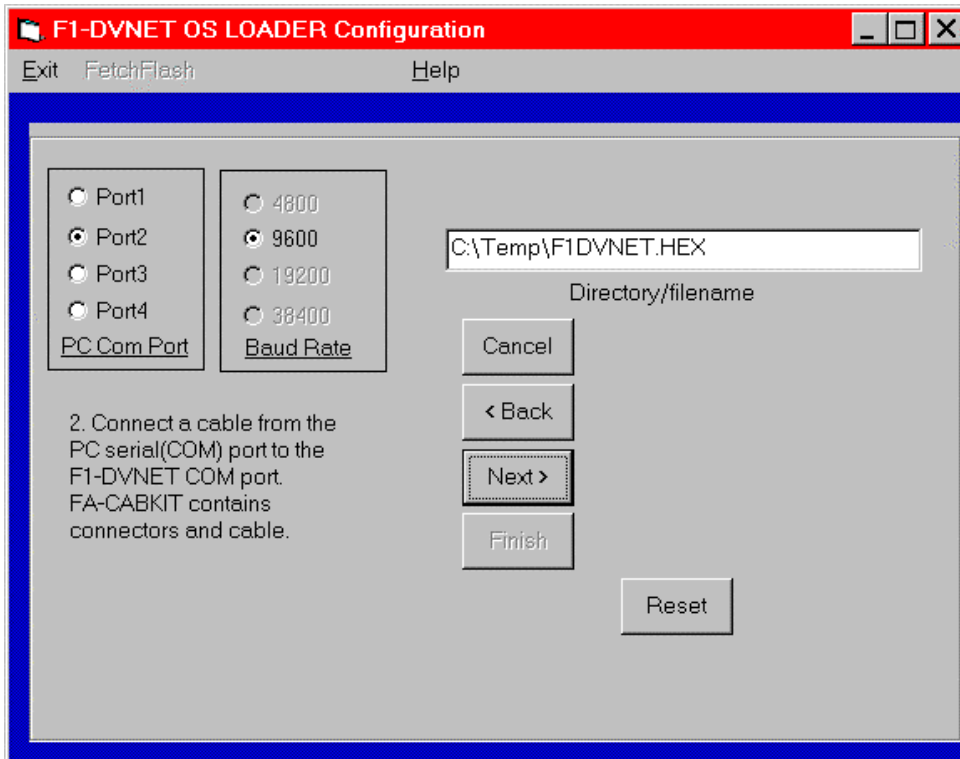 F1-DVNET OS LOADER Configuration
Exit FetchFlash Help
Port1
Port2
Port3
Port4
PC Com Port
4800
9600
19200
38400
Baud Rate
C:\Temp\F1DVNET.HEX
Directory/filename
2. Connect a cable from the
PC serial(COM) port to the
F1-DVNET COM port.
FA-CABKIT contains
connectors and cable.
Cancel
< Back
Next >
Finish
Reset